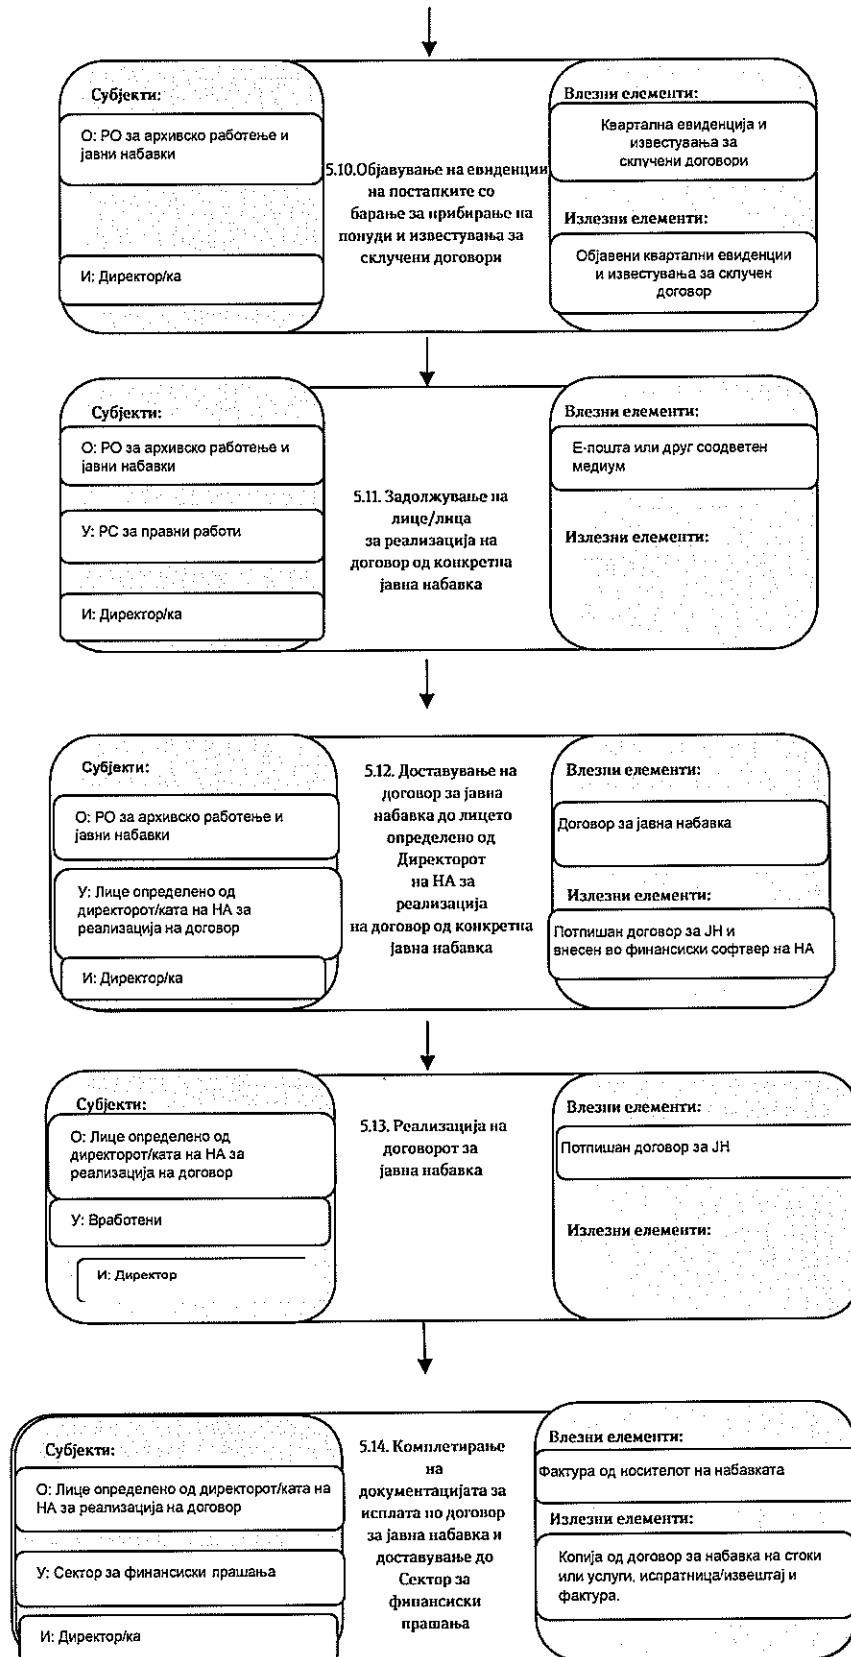 Субјекти:
О: РО за архивско работење и
јавни набавки
И: Директор/ка
5.10.Објавување на евиденции
на постапките со
барање за прибирање на
понуди и известувања за
склучени договори
Влезни елементи:
Квартална евиденција и
известувања за
склучени договори
Излезни елементи:
Објавени квартални евиденции
и известувања за склучен
договор
Субјекти:
О: РО за архивско работење и
јавни набавки
У: РС за правни работи
И: Директор/ка
5.11. Задолжување на
лице/лица
за реализација на
договор од конкретна
јавна набавка
Влезни елементи:
Е-пошта или друг соодветен
медиум
Излезни елементи:
Субјекти:
О: РО за архивско работење и
јавни набавки
У: Лице определено од
директорот/ката на НА за
реализација на договор
И: Директор/ка
5.12. Доставување на
договор за јавна
набавка до лицето
определено од
Директорот
на НА за
реализација
на договор од конкретна
јавна набавка
Влезни елементи:
Договор за јавна набавка
Излезни елементи:
Потпишан договор за ЈН и
внесен во финансиски софтвер на НА
Субјекти:
О: Лице определено од
директорот/ката на НА за
реализација на договор
У: Вработени
И: Директор
5.13. Реализација на
договорот за
јавна набавка
Влезни елементи:
Потпишан договор за ЈН
Излезни елементи:
Субјекти:
О: Лице определено од директорот/ката на
НА за реализација на договор
У: Сектор за финансиски прашања
И: Директор/ка
5.14. Комплетирање
на
документацијата за
исплата по договор
за јавна набавка и
доставување до
Сектор за
финансиски
прашања
Влезни елементи:
Фактура од носителот на набавката
Излезни елементи:
Копија од договор за набавка на стоки
или услуги, испратница/извештај и
фактура.